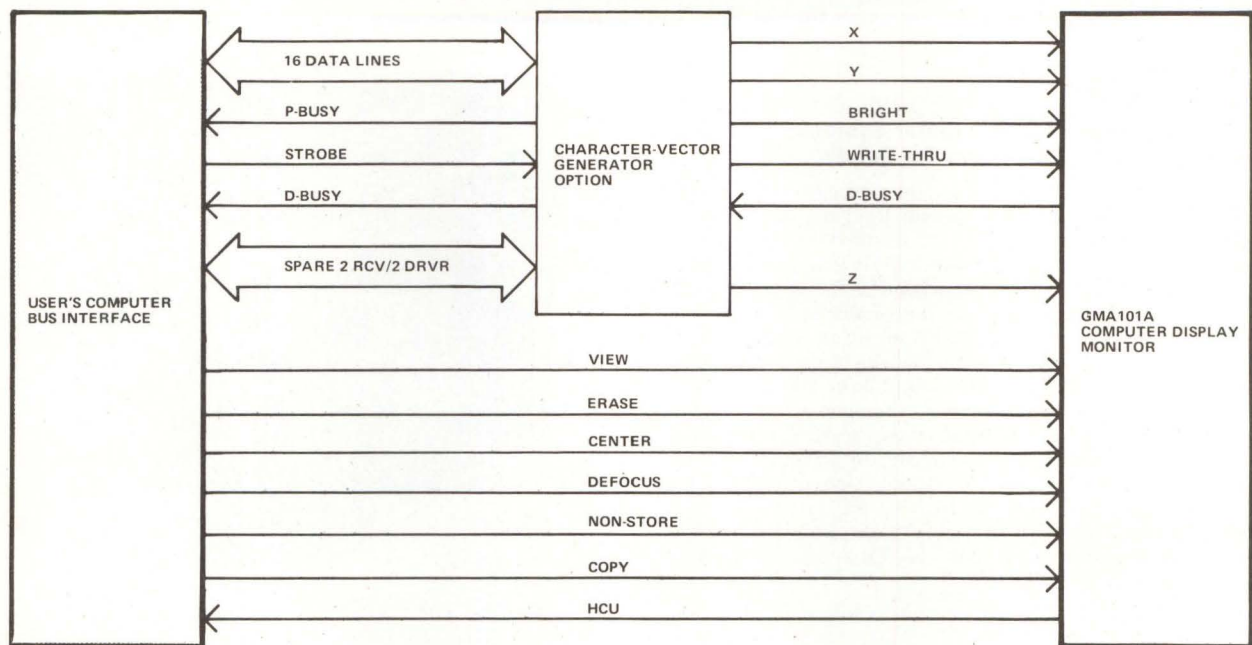 16 DATA LINES
P-BUSY
STROBE
D-BUSY
SPARE 2 RCV/2 DRVR
USER'S COMPUTER
BUS INTERFACE
CHARACTER-VECTOR
GENERATOR
OPTION
X
Y
BRIGHT
WRITE-THRU
D-BUSY
Z
GMA101A
COMPUTER DISPLAY
MONITOR
VIEW
ERASE
CENTER
DEFOCUS
NON-STORE
COPY
HCU